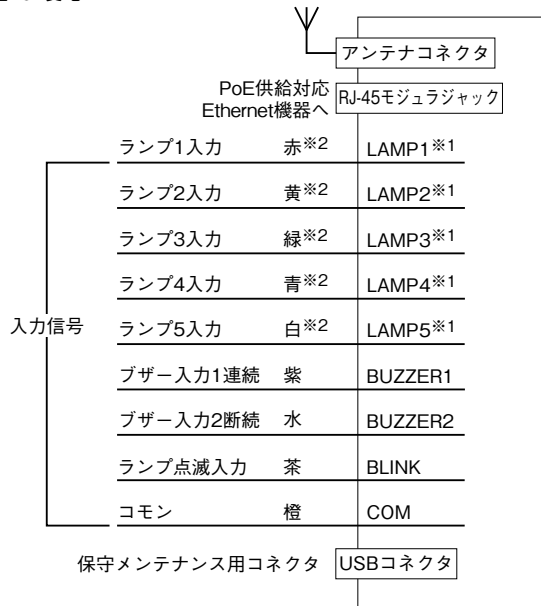 アンテナコネクタ
PoE供給対応
Ethernet機器へ
RJ-45モジュラジャック
ランプ1入力 赤※2 LAMP1※1
ランプ2入力 黄※2 LAMP2※1
ランプ3入力 緑※2 LAMP3※1
ランプ4入力 青※2 LAMP4※1
入力信号
ランプ5入力 白※2 LAMP5※1
ブザー入力1連続 紫 BUZZER1
ブザー入力2断続 水 BUZZER2
ランプ点滅入力 茶 BLINK
コモン 橙 COM
保守メンテナンス用コネクタ USBコネクタ